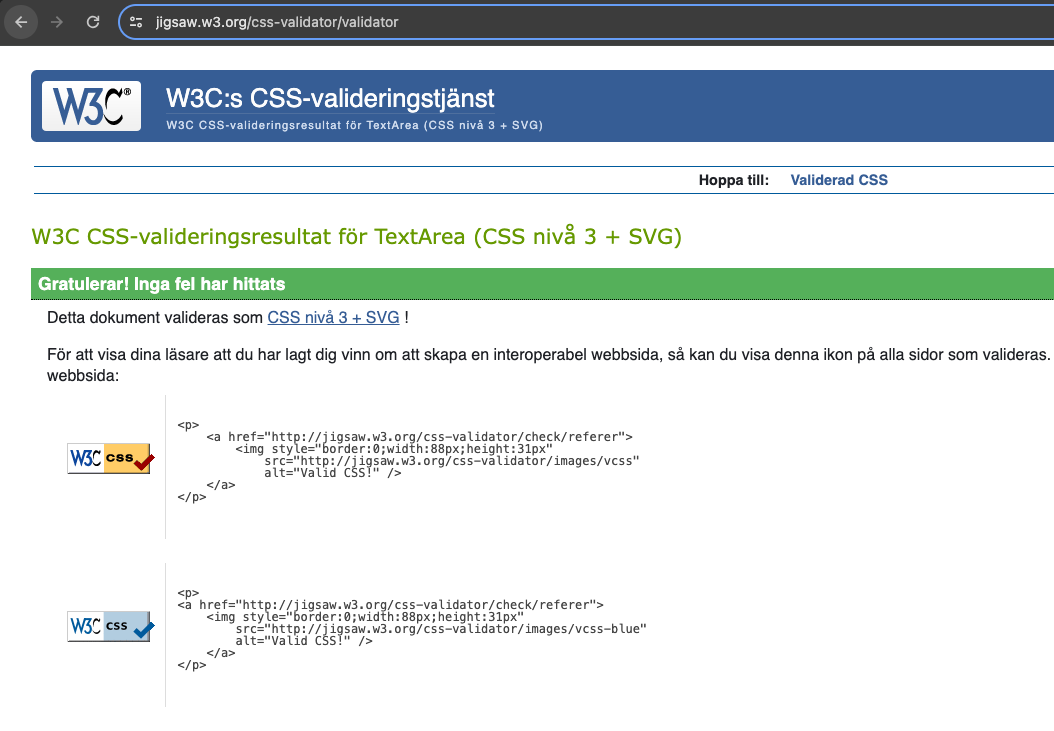 jigsaw.w3.org/css-validator/validator
W3C® W3C:s CSS-valideringstjänst
W3C CSS-valideringsresultat för TextArea (CSS nivå 3 + SVG)
Hoppa till: Validerad CSS
W3C CSS-valideringsresultat för TextArea (CSS nivå 3 + SVG)
Gratulerar! Inga fel har hittats
Detta dokument valideras som CSS nivå 3 + SVG !
För att visa dina läsare att du har lagt dig vinn om att skapa en interoperabel webbsida, så kan du visa denna ikon på alla sidor som valideras.
webbsida:
<p>
    <a href="http://jigsaw.w3.org/css-validator/check/referer">
        <img style="border:0;width:88px;height:31px"
            src="http://jigsaw.w3.org/css-validator/images/vcss"
            alt="Valid CSS!" />
    </a>
</p>
W3C css
<p>
<a href="http://jigsaw.w3.org/css-validator/check/referer">
    <img style="border:0;width:88px;height:31px"
        src="http://jigsaw.w3.org/css-validator/images/vcss-blue"
        alt="Valid CSS!" />
    </a>
</p>
W3C css